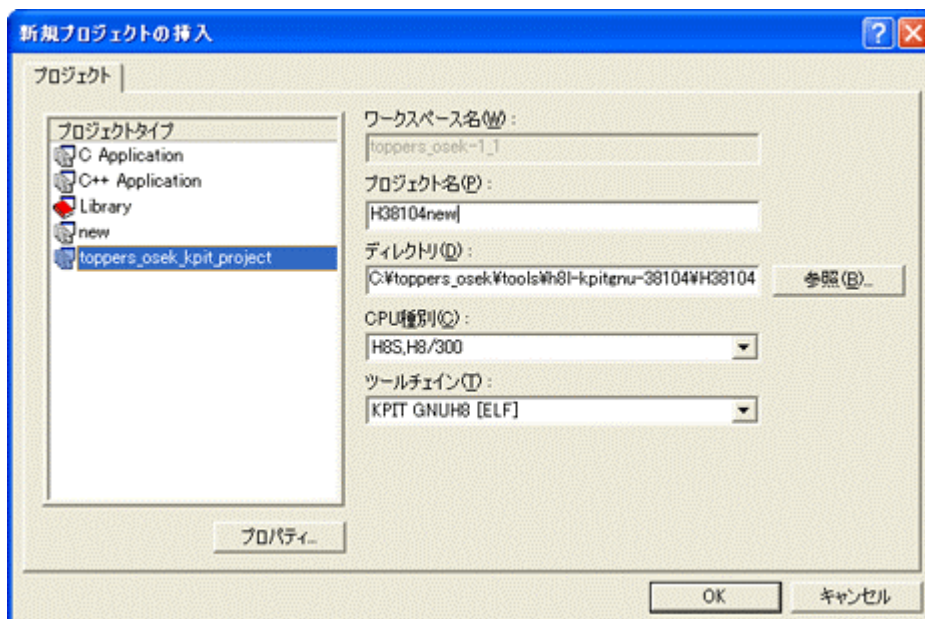 新規プロジェクトの挿入
プロジェクト
プロジェクトタイプ
C Application
C++ Application
Library
new
toppers_osek_kpit_project
プロパティ...
ワークスペース名(W) :
toppers_osek-1_1
プロジェクト名(P) :
H38104new
ディレクトリ(D) :
C:¥toppers_osek¥tools¥h8l-kpitgnu-38104¥H38104
参照(B)...
CPU種別(C) :
H8S,H8/300
ツールチェイン(T) :
KPIT GNUH8 [ELF]
OK
キャンセル